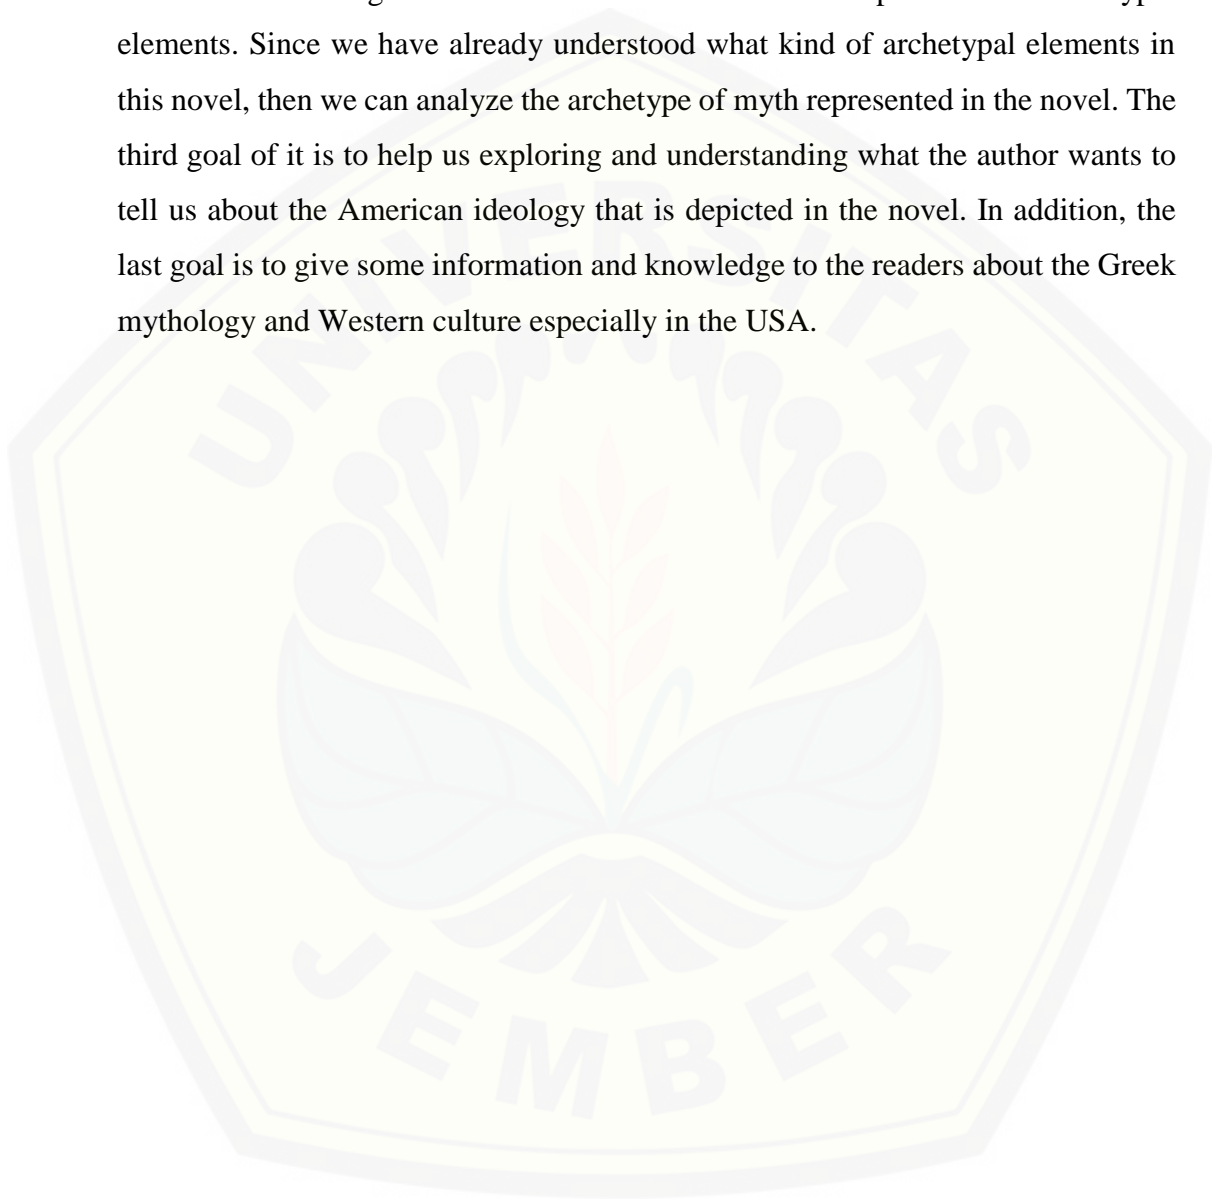 elements. Since we have already understood what kind of archetypal elements in
this novel, then we can analyze the archetype of myth represented in the novel. The
third goal of it is to help us exploring and understanding what the author wants to
tell us about the American ideology that is depicted in the novel. In addition, the
last goal is to give some information and knowledge to the readers about the Greek
mythology and Western culture especially in the USA.
UNIVERSITAS
JEMBER